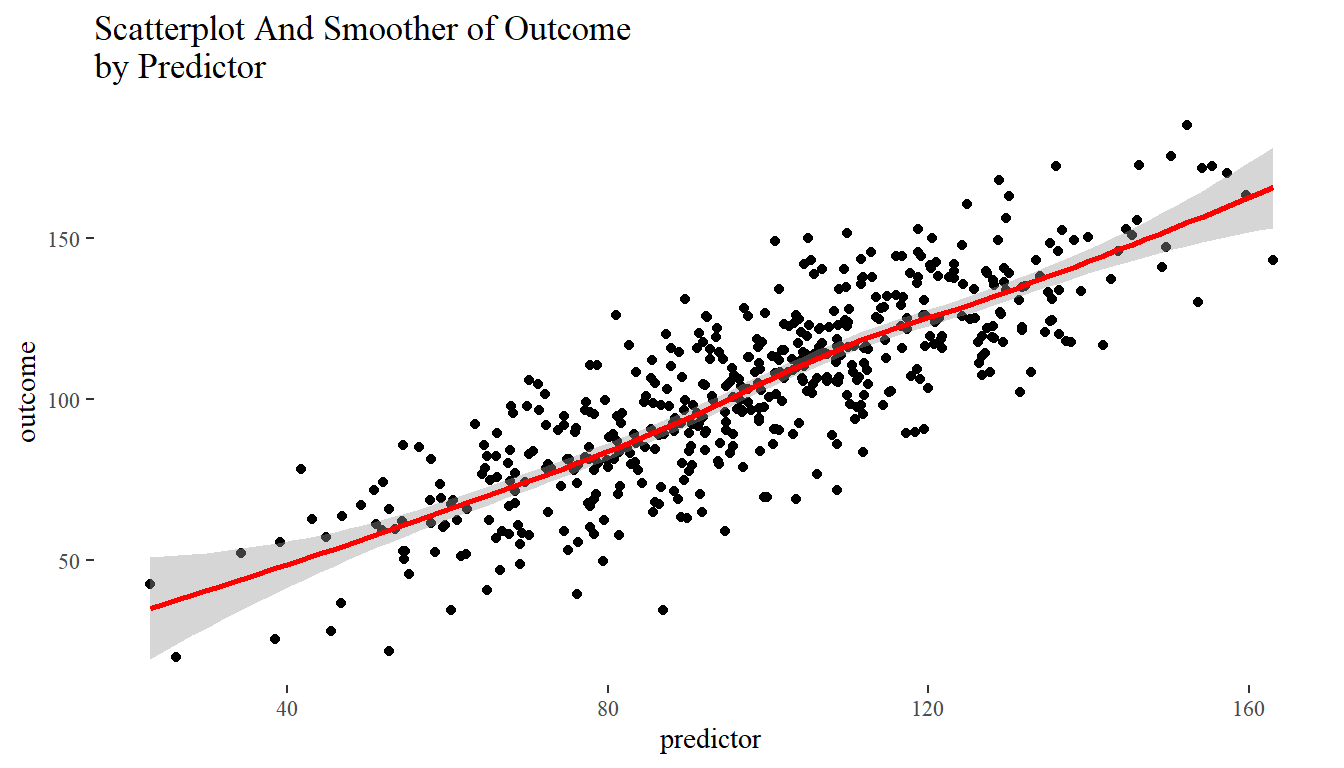 Scatterplot And Smoother of Outcome
by Predictor
outcome
150
100
50
40 80 120 160
predictor